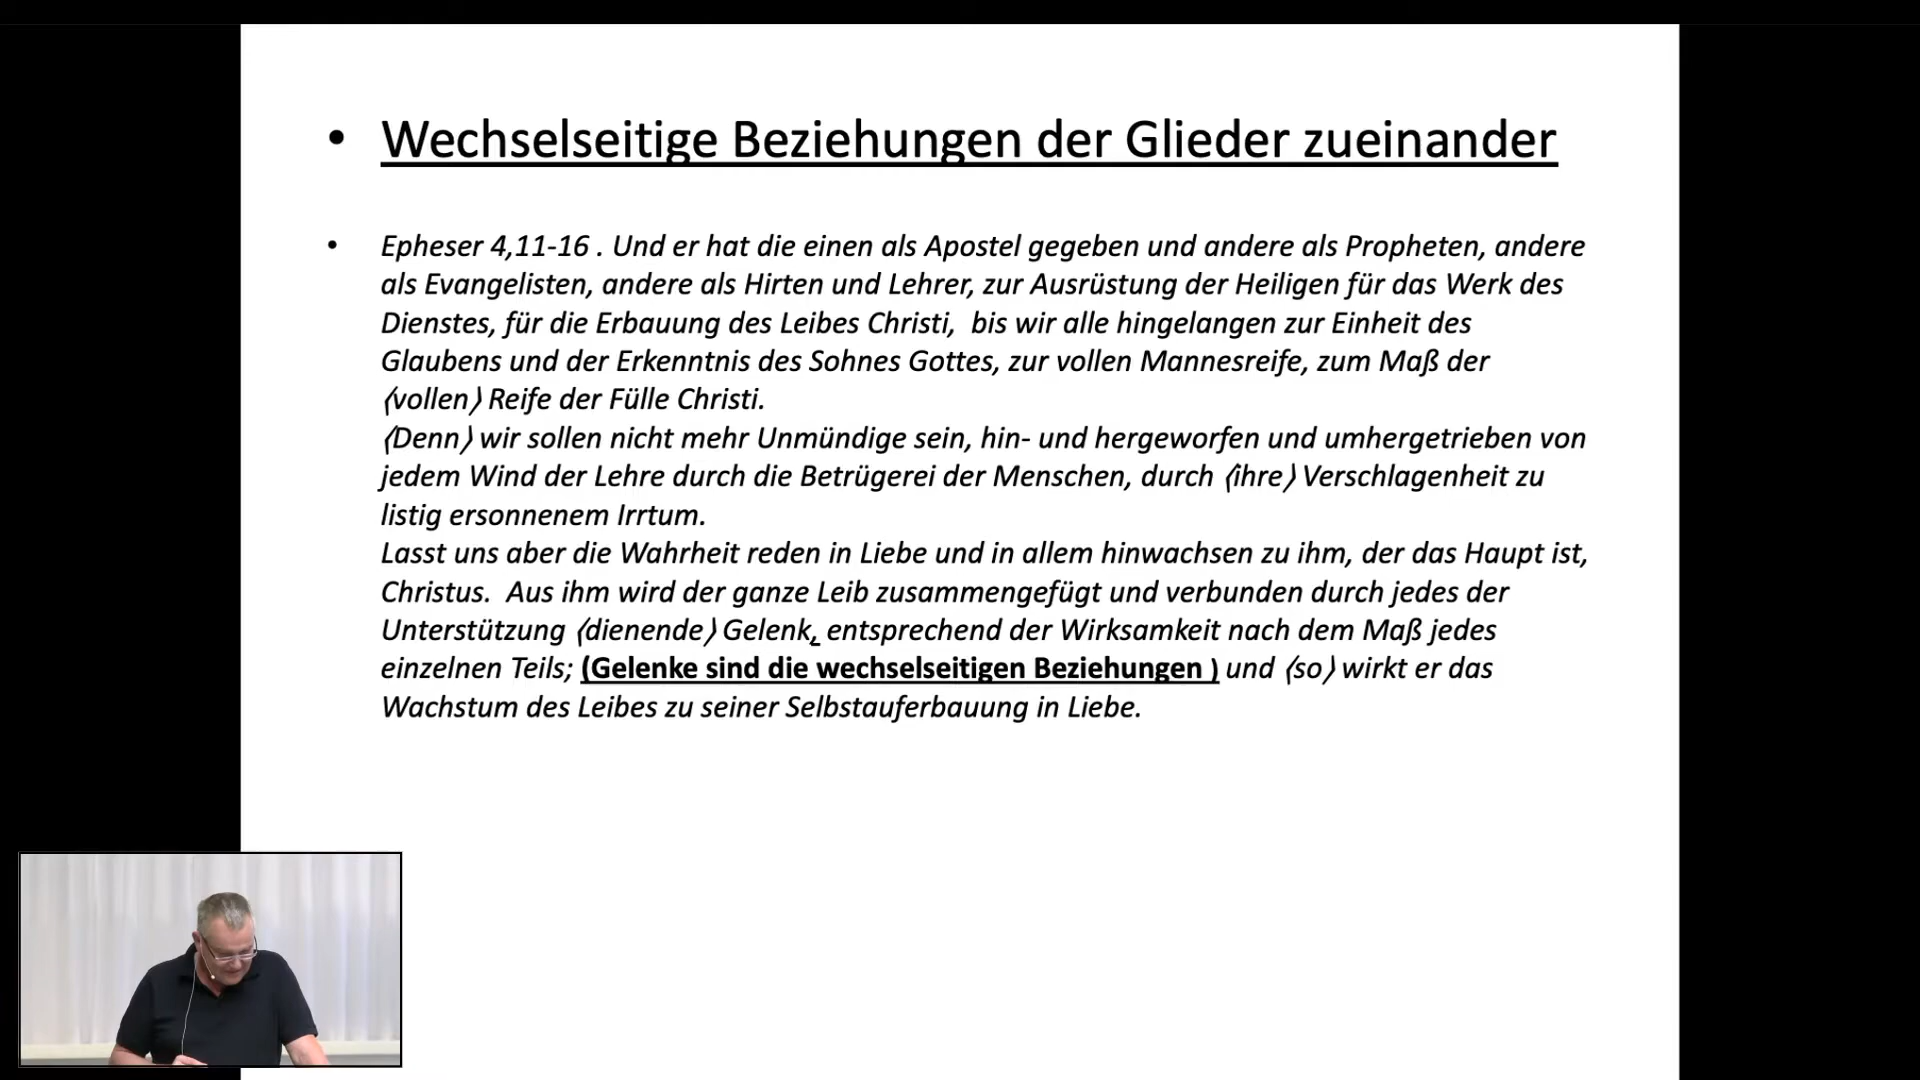 • Wechselseitige Beziehungen der Glieder zueinander
• Epheser 4,11-16 . Und er hat die einen als Apostel gegeben und andere als Propheten, andere
als Evangelisten, andere als Hirten und Lehrer, zur Ausrüstung der Heiligen für das Werk des
Dienstes, für die Erbauung des Leibes Christi,  bis wir alle hingelangen zur Einheit des
Glaubens und der Erkenntnis des Sohnes Gottes, zur vollen Mannesreife, zum Maß der
⟨vollen⟩ Reife der Fülle Christi.
⟨Denn⟩ wir sollen nicht mehr Unmündige sein, hin- und hergeworfen und umhergetrieben von
jedem Wind der Lehre durch die Betrügerei der Menschen, durch ⟨ihre⟩ Verschlagenheit zu
listig ersonnenem Irrtum.
Lasst uns aber die Wahrheit reden in Liebe und in allem hinwachsen zu ihm, der das Haupt ist,
Christus.  Aus ihm wird der ganze Leib zusammengefügt und verbunden durch jedes der
Unterstützung ⟨dienende⟩ Gelenk, entsprechend der Wirksamkeit nach dem Maß jedes
einzelnen Teils; (Gelenke sind die wechselseitigen Beziehungen ) und ⟨so⟩ wirkt er das
Wachstum des Leibes zu seiner Selbstauferbauung in Liebe.